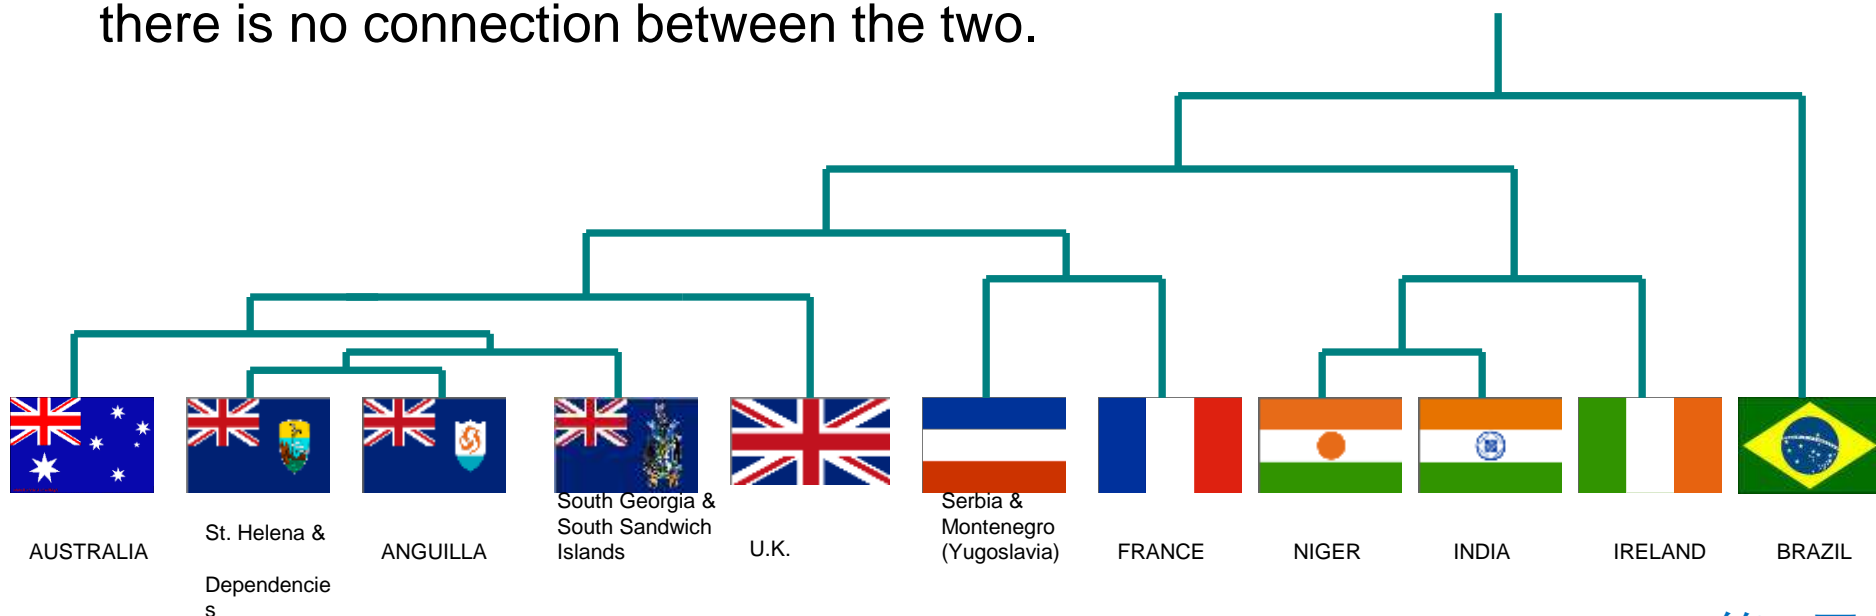 there is no connection between the two.
AUSTRALIA
St. Helena &
Dependencie
s
ANGUILLA
South Georgia &
South Sandwich
Islands
U.K.
Serbia &
Montenegro
(Yugoslavia)
FRANCE
NIGER
INDIA
IRELAND
BRAZIL